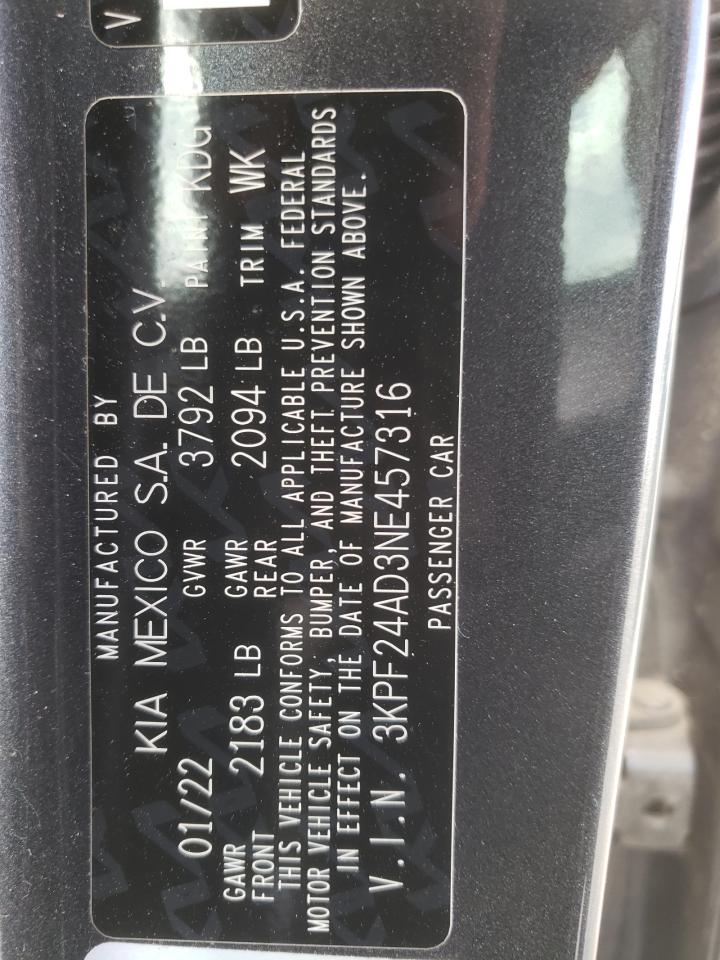 MANUFACTURED BY
KIA MEXICO S.A. DE C.V.
01/22 GVWR 3792 LB PAINT KDG
GAWR FRONT 2183 LB GAWR REAR 2094 LB TRIM WK
THIS VEHICLE CONFORMS TO ALL APPLICABLE U.S.A. FEDERAL
MOTOR VEHICLE SAFETY, BUMPER, AND THEFT PREVENTION STANDARDS
IN EFFECT ON THE DATE OF MANUFACTURE SHOWN ABOVE.
V.I.N. 3KPF24AD3NE457316
PASSENGER CAR
V